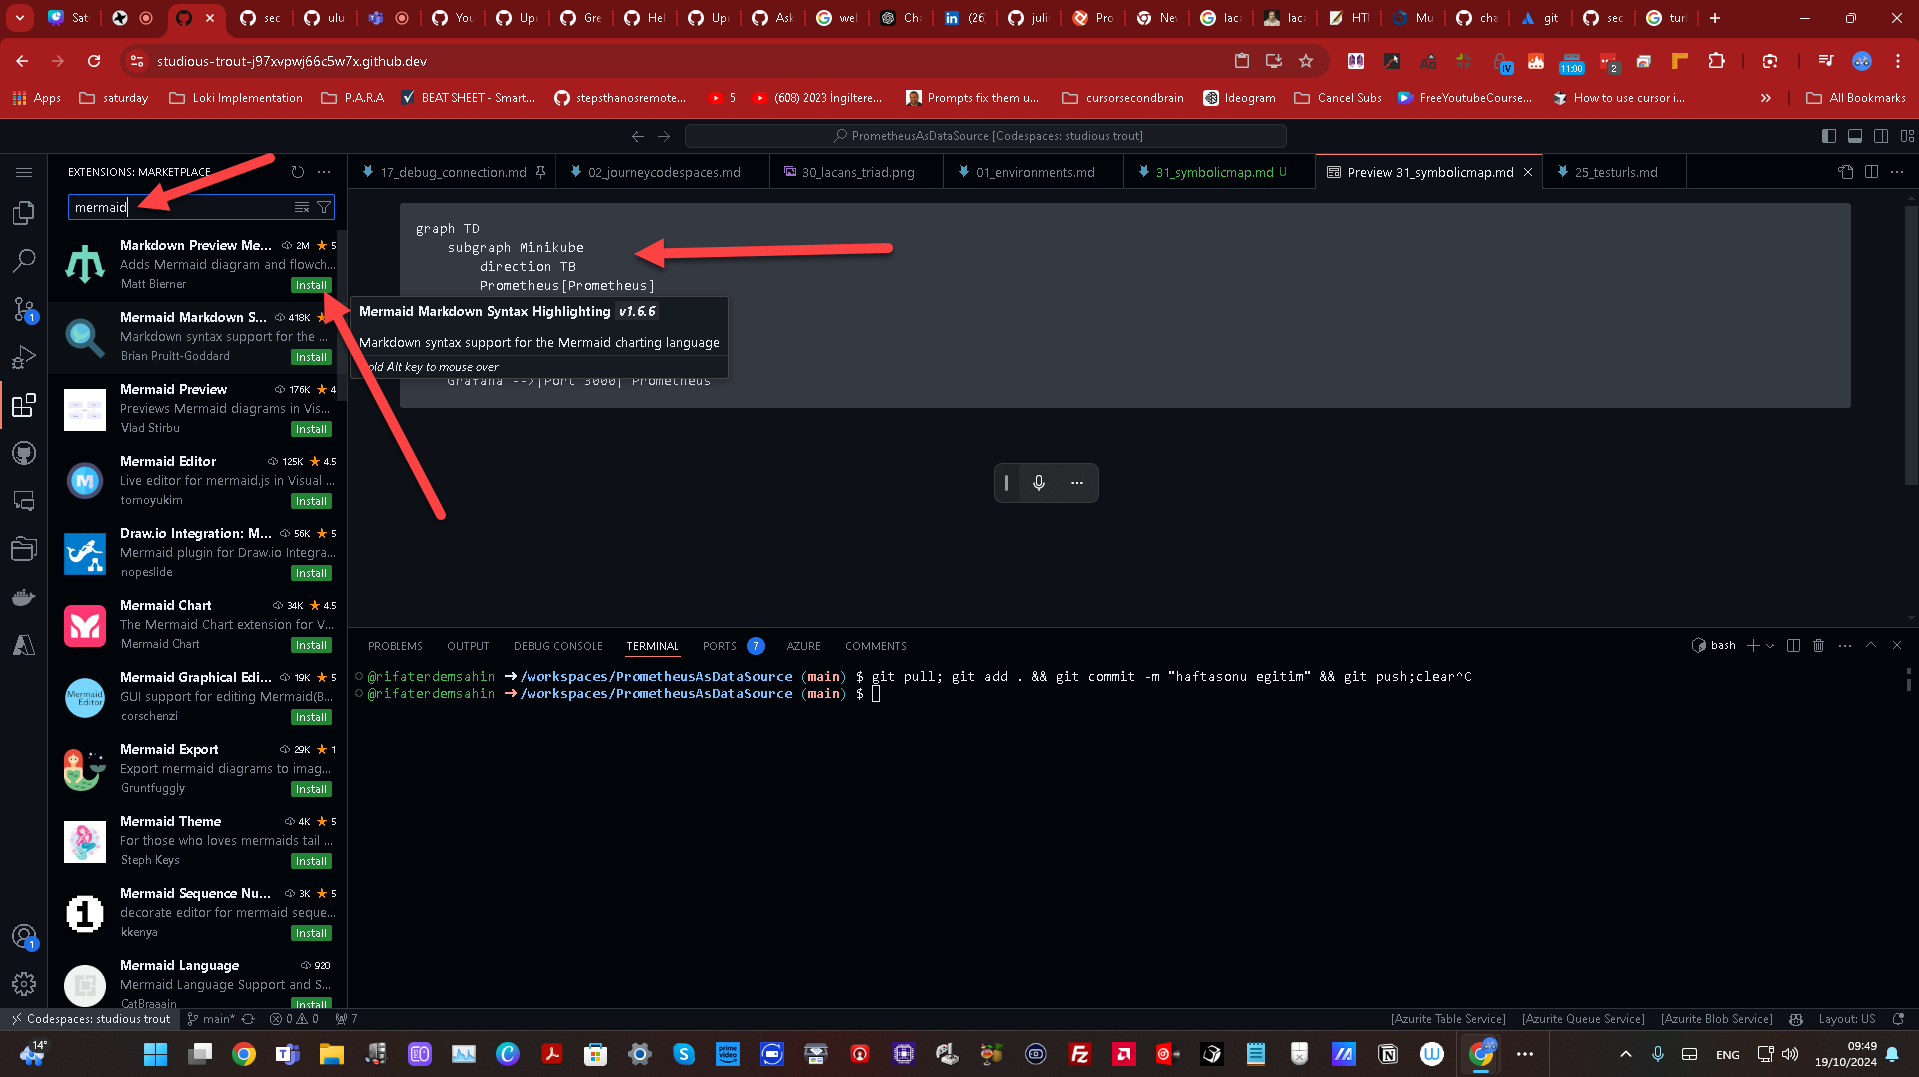 Sat
sec
ulu
You
Upc
Gre
Hel
Upc
Ask
wel
Cha
(26)
juli
Pro
Nev
laca
laca
HTI
Mu
cha
git
sec
turl
studious-trout-j97xvpwj66c5w7x.github.dev
11:00
2
Apps
saturday
Loki Implementation
P.A.R.A
BEAT SHEET - Smart...
stepsthanosremote...
5
(608) 2023 İngiltere...
Prompts fix them u...
cursorsecondbrain
Ideogram
Cancel Subs
FreeYoutubeCourse...
How to use cursor i...
All Bookmarks
PrometheusAsDataSource [Codespaces: studious trout]
EXTENSIONS: MARKETPLACE
17_debug_connection.md
02_journeycodespaces.md
30_lacans_triad.png
01_environments.md
31_symbolicmap.md U
Preview 31_symbolicmap.md
25_testurls.md
mermaid
Markdown Preview Me... 2M 5
Adds Mermaid diagram and flowch...
Matt Bierner Install
Mermaid Markdown S... 418K
Markdown syntax support for the ...
Brian Pruitt-Goddard Install
Mermaid Preview 176K 4
Previews Mermaid diagrams in Vis...
Vlad Stirbu Install
Mermaid Editor 125K 4.5
Live editor for mermaid.js in Visual ...
tomoyukim Install
Draw.io Integration: M... 56K 5
Mermaid plugin for Draw.io Integra...
nopeslide Install
Mermaid Chart 34K 4.5
The Mermaid Chart extension for V...
Mermaid Chart Install
Mermaid Graphical Edi... 19K 5
GUI support for editing Mermaid(B...
corschenzi Install
Mermaid Export 29K 1
Export mermaid diagrams to imag...
Gruntfuggly Install
Mermaid Theme 4K 5
For those who loves mermaids tail ...
Steph Keys Install
Mermaid Sequence Nu... 3K 5
decorate editor for mermaid seque...
kkenya Install
Mermaid Language 920
Mermaid Language Support and S...
CatBraaain Install
graph TD
subgraph Minikube
direction TB
Prometheus[Prometheus]
Mermaid Markdown Syntax Highlighting v1.6.6
Markdown syntax support for the Mermaid charting language
old Alt key to mouse over
Grafana -->|Port 3000| Prometheus
PROBLEMS
OUTPUT
DEBUG CONSOLE
TERMINAL
PORTS 7
AZURE
COMMENTS
bash
@rifaterdemsahin ➜ /workspaces/PrometheusAsDataSource (main) $ git pull; git add . && git commit -m "haftasonu egitim" && git push;clear^C
@rifaterdemsahin ➜ /workspaces/PrometheusAsDataSource (main) $
1
1
Codespaces: studious trout
main*
0 0
7
[Azurite Table Service]
[Azurite Queue Service]
[Azurite Blob Service]
Layout: US
14°
ENG
09:49
19/10/2024